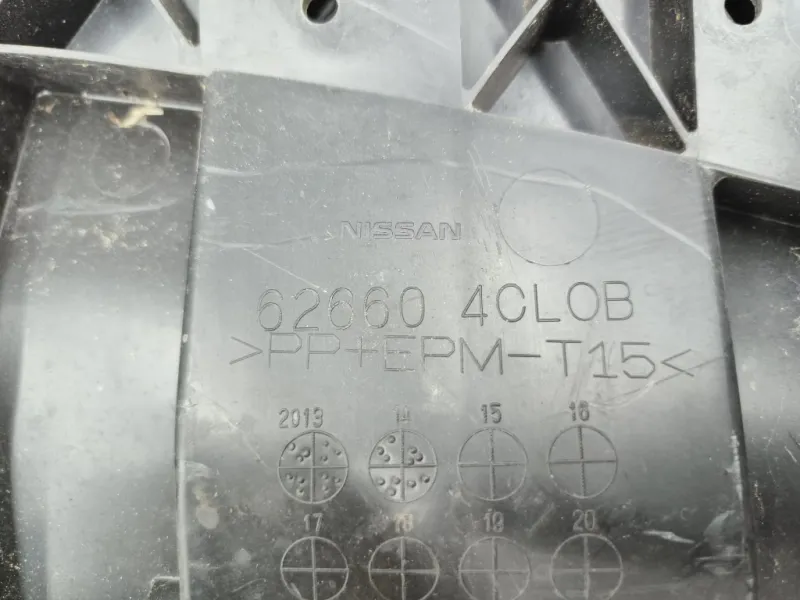 NISSAN
62660 4CL0B
>PP+EPM-T15<
2013 14 15 16
17 18 19 20